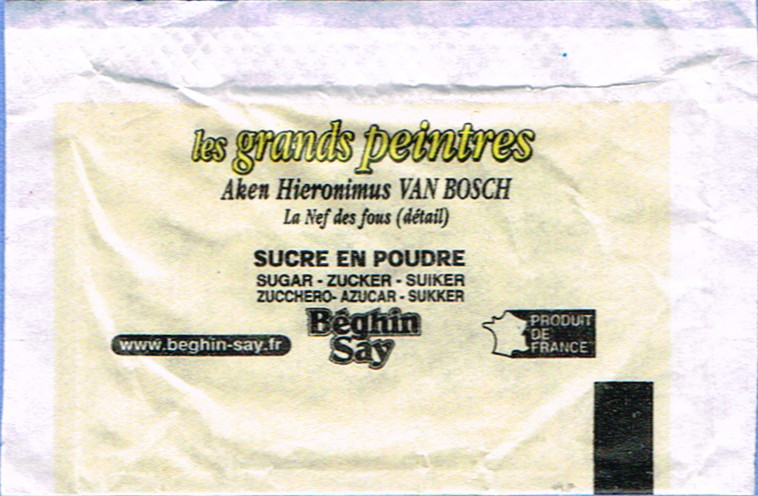 les grands peintres
Aken Hieronimus VAN BOSCH
La Nef des fous (détail)
SUCRE EN POUDRE
SUGAR - ZUCKER - SUIKER
ZUCCHERO- AZUCAR - SUKKER
Béghin
Say
www.beghin-say.fr
PRODUIT
DE
FRANCE